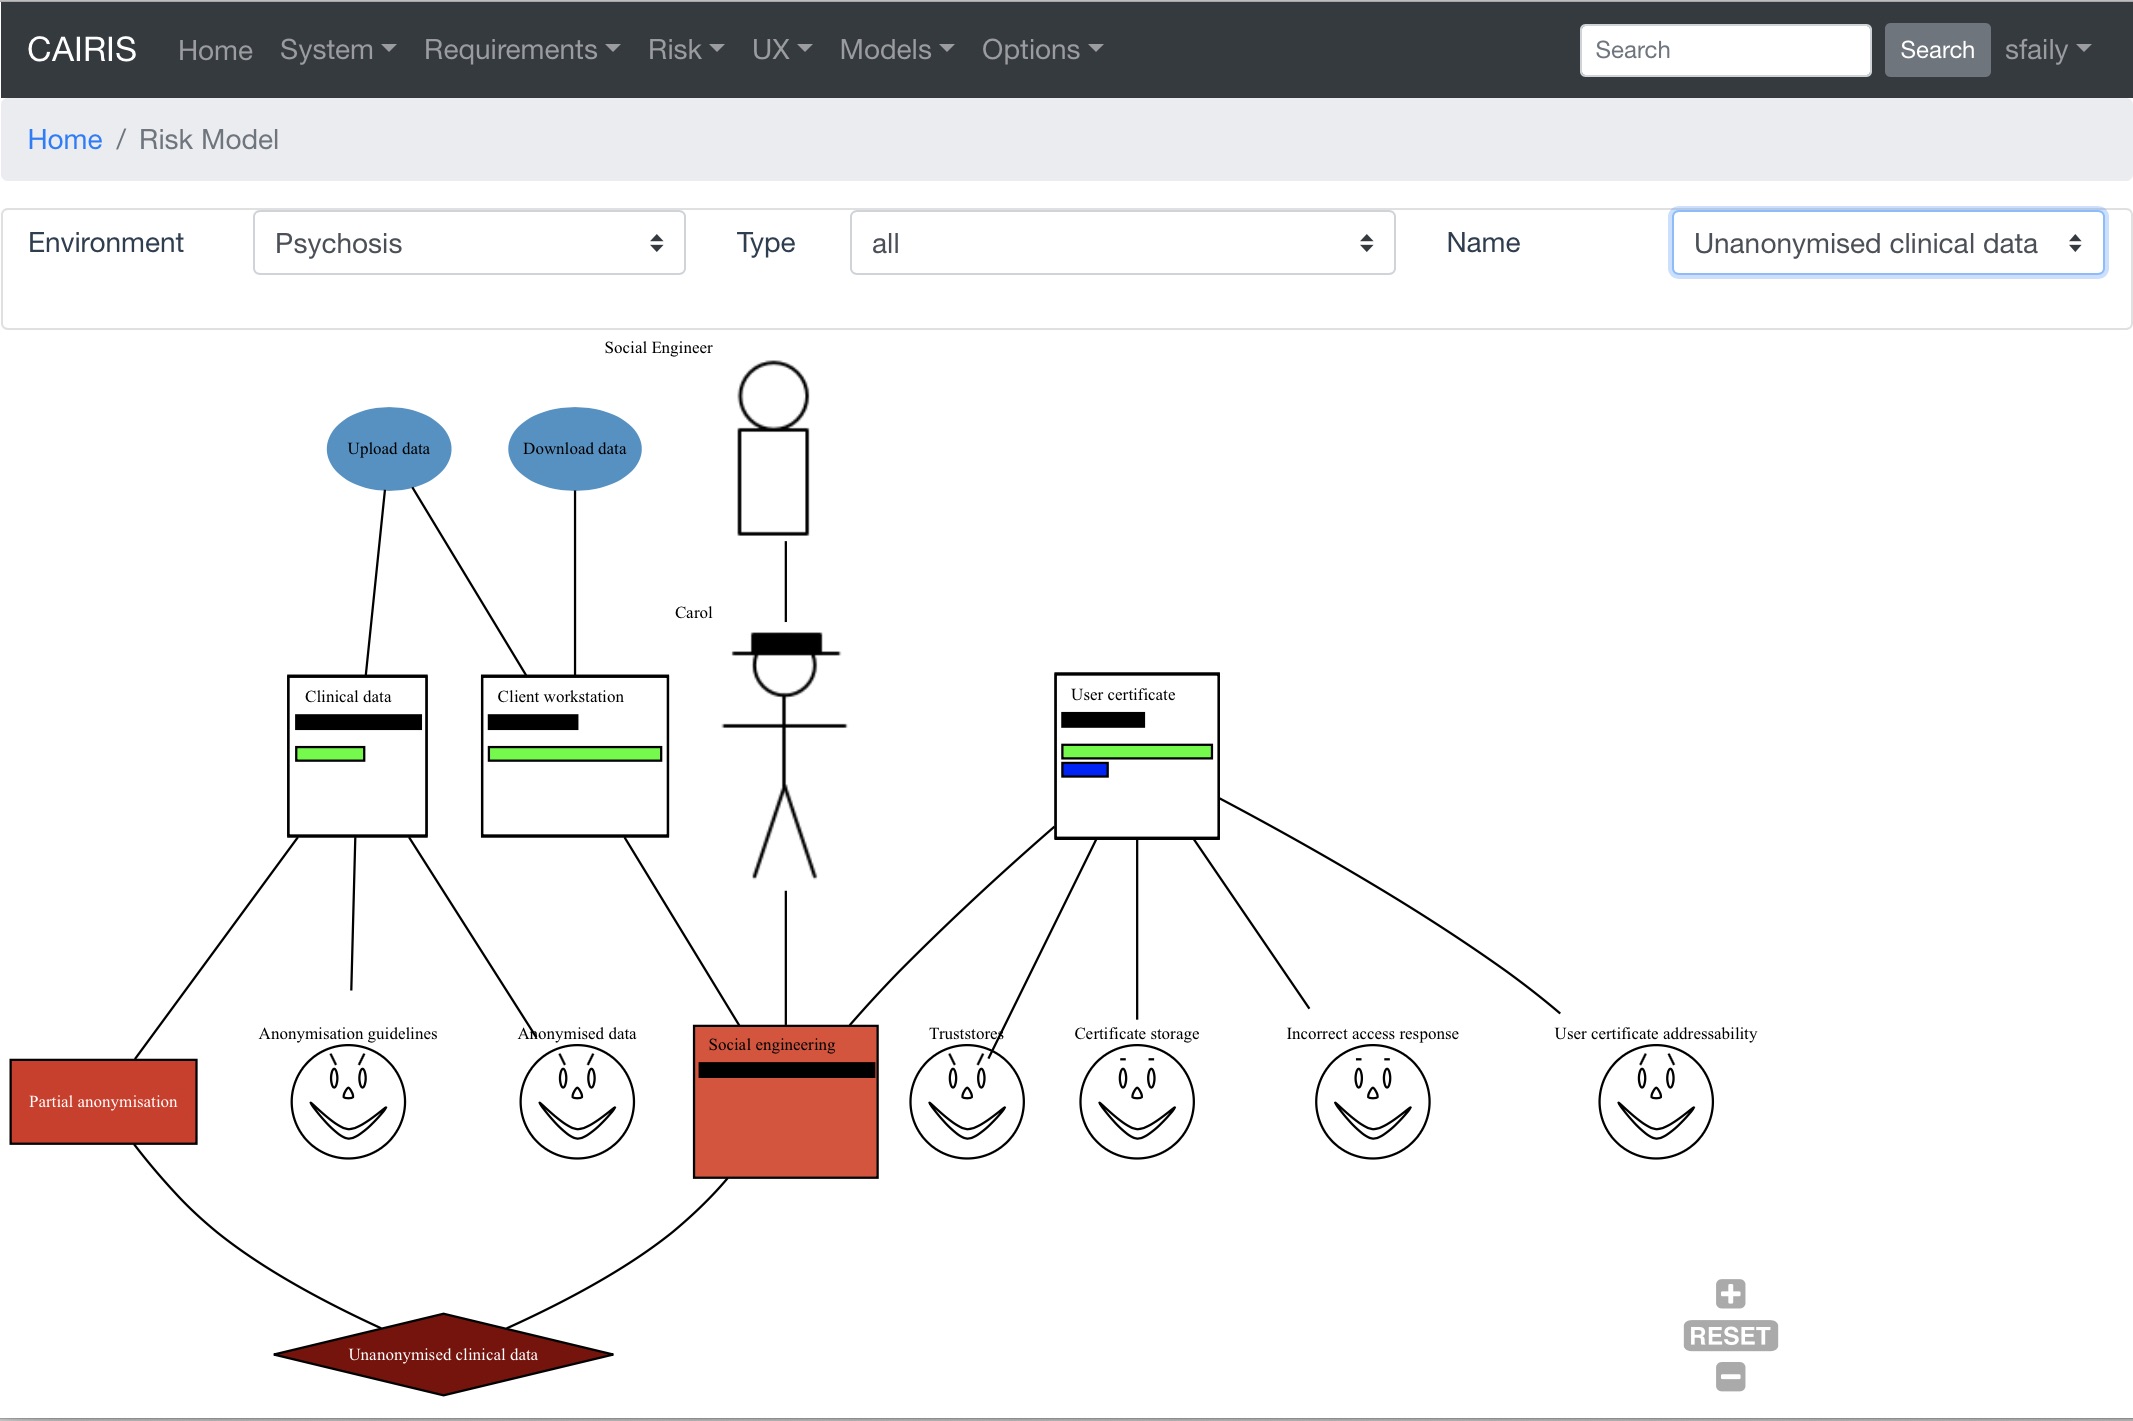 CAIRIS Home System Requirements Risk UX Models Options Search Search sfaily
Home / Risk Model
Environment Psychosis Type all Name Unanonymised clinical data
Social Engineer
Upload data Download data
Carol
Clinical data Client workstation User certificate
Anonymisation guidelines Anonymised data Social engineering Truststores Certificate storage Incorrect access response User certificate addressability
Partial anonymisation
RESET
Unanonymised clinical data